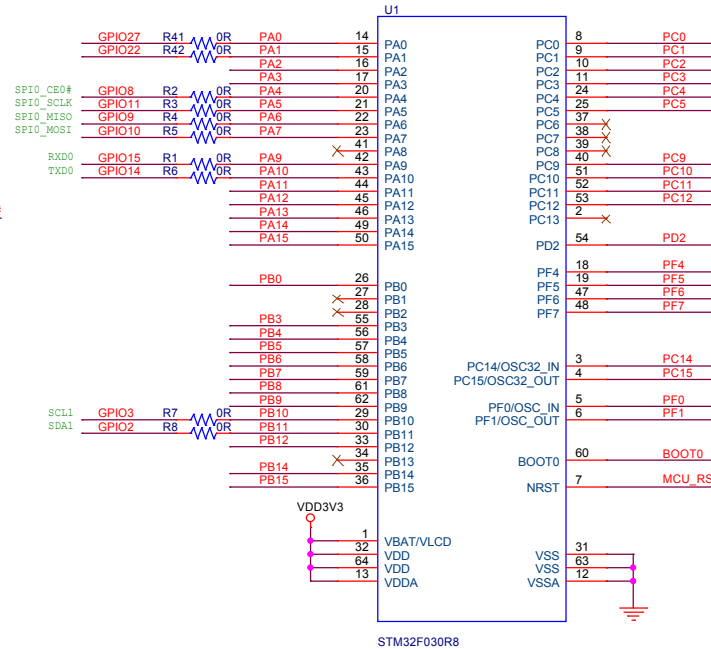 U1
GPIO27 R41 0R PA0 14 PA0 PC0 8 PC0
GPIO22 R42 0R PA1 15 PA1 PC1 9 PC1
PA2 16 PA2 PC2 10 PC2
PA3 17 PA3 PC3 11 PC3
SPI0_CE0# GPIO8 R2 0R PA4 20 PA4 PC4 24 PC4
SPI0_SCLK GPIO11 R3 0R PA5 21 PA5 PC5 25 PC5
SPI0_MISO GPIO9 R4 0R PA6 22 PA6 PC6 37
SPI0_MOSI GPIO10 R5 0R PA7 23 PA7 PC7 38
41 PA8 PC8 39
RXD0 GPIO15 R1 0R PA9 42 PA9 PC9 40 PC9
TXD0 GPIO14 R6 0R PA10 43 PA10 PC10 51 PC10
PA11 44 PA11 PC11 52 PC11
PA12 45 PA12 PC12 53 PC12
PA13 46 PA13 PC13 2
PA14 49 PA14
PA15 50 PA15 PD2 54 PD2
PF4 18 PF4
PB0 26 PB0 PF5 19 PF5
27 PB1 PF6 47 PF6
28 PB2 PF7 48 PF7
PB3 55 PB3
PB4 56 PB4
PB5 57 PB5
PB6 58 PB6 PC14/OSC32_IN 3 PC14
PB7 59 PB7 PC15/OSC32_OUT 4 PC15
PB8 61 PB8
PB9 62 PB9 PF0/OSC_IN 5 PF0
SCL1 GPIO3 R7 0R PB10 29 PB10 PF1/OSC_OUT 6 PF1
SDA1 GPIO2 R8 0R PB11 30 PB11
PB12 33 PB12
34 PB13 BOOT0 60 BOOT0
PB14 35 PB14
PB15 36 PB15 NRST 7 MCU_RS
VDD3V3
1 VBAT/VLCD
32 VDD VSS 31
64 VDD VSS 63
13 VDDA VSSA 12
STM32F030R8